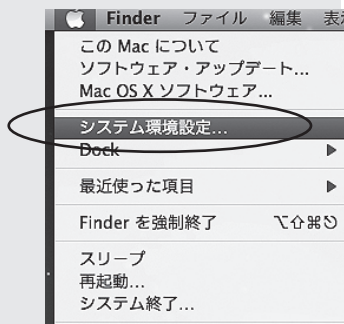 Finder ファイル 編集 表示
この Mac について
ソフトウェア・アップデート...
Mac OS X ソフトウェア...
システム環境設定...
Dock
最近使った項目
Finder を強制終了 ⌥⇧⌘⎋
スリープ
再起動...
システム終了...